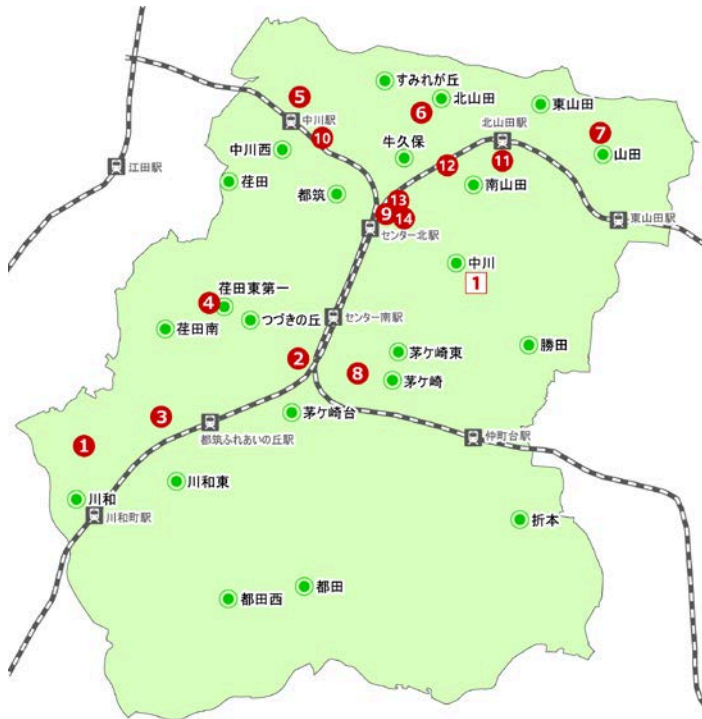 すみれが丘
5
北山田
東山田
6
中川駅
7
北山田駅
10
中川西
牛久保
山田
11
江田駅
12
荏田
南山田
都筑
13
9
14
東山田駅
センター北駅
中川
1
荏田東第一
4
つづきの丘
センター南駅
荏田南
勝田
茅ケ崎東
2
8
茅ケ崎
茅ケ崎台
3
都筑ふれあいの丘駅
仲町台駅
1
川和東
川和
川和町駅
折本
都田
都田西